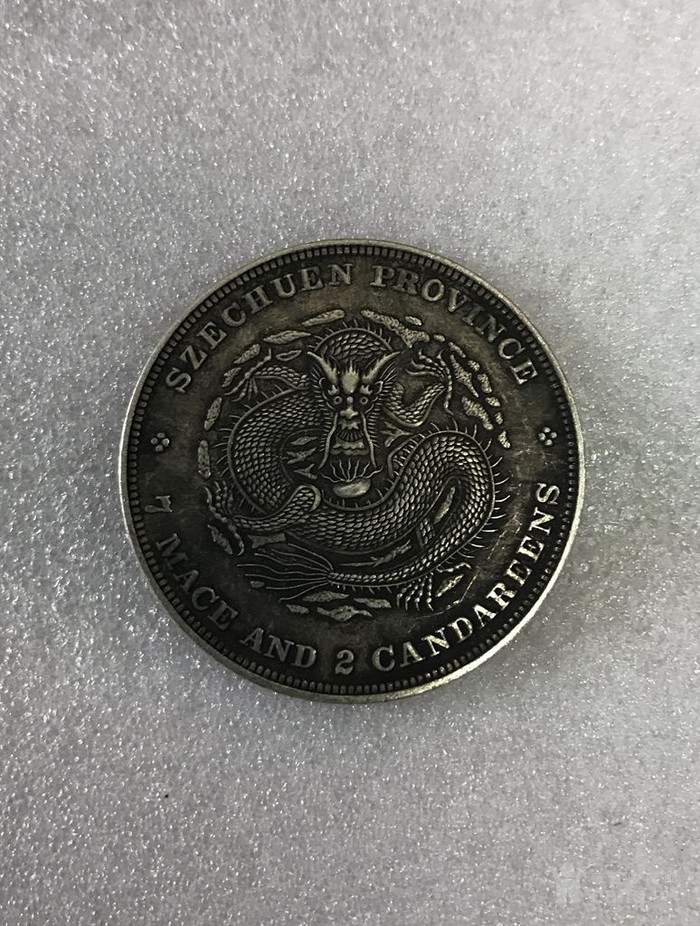 SZECHUEN PROVINCE
7 MACE AND 2 CANDAREENS